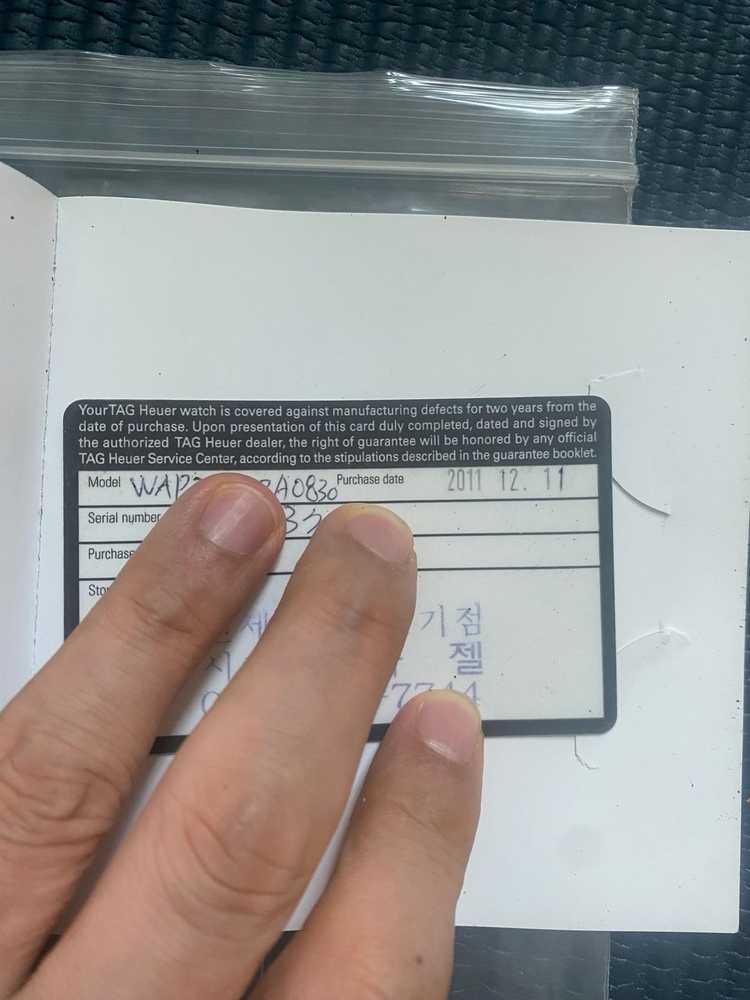 Your TAG Heuer watch is covered against manufacturing defects for two years from the
date of purchase. Upon presentation of this card duly completed, dated and signed by
the authorized TAG Heuer dealer, the right of guarantee will be honored by any official
TAG Heuer Service Center, according to the stipulations described in the guarantee booklet.
Model Purchase date 2011 12. 11
Serial number
기점
젤